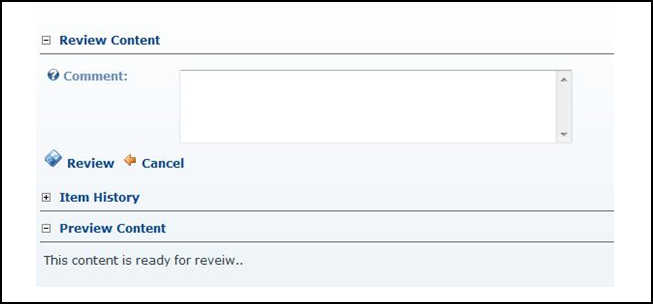 Review Content
Comment:
Review Cancel
Item History
Preview Content
This content is ready for reveiw..